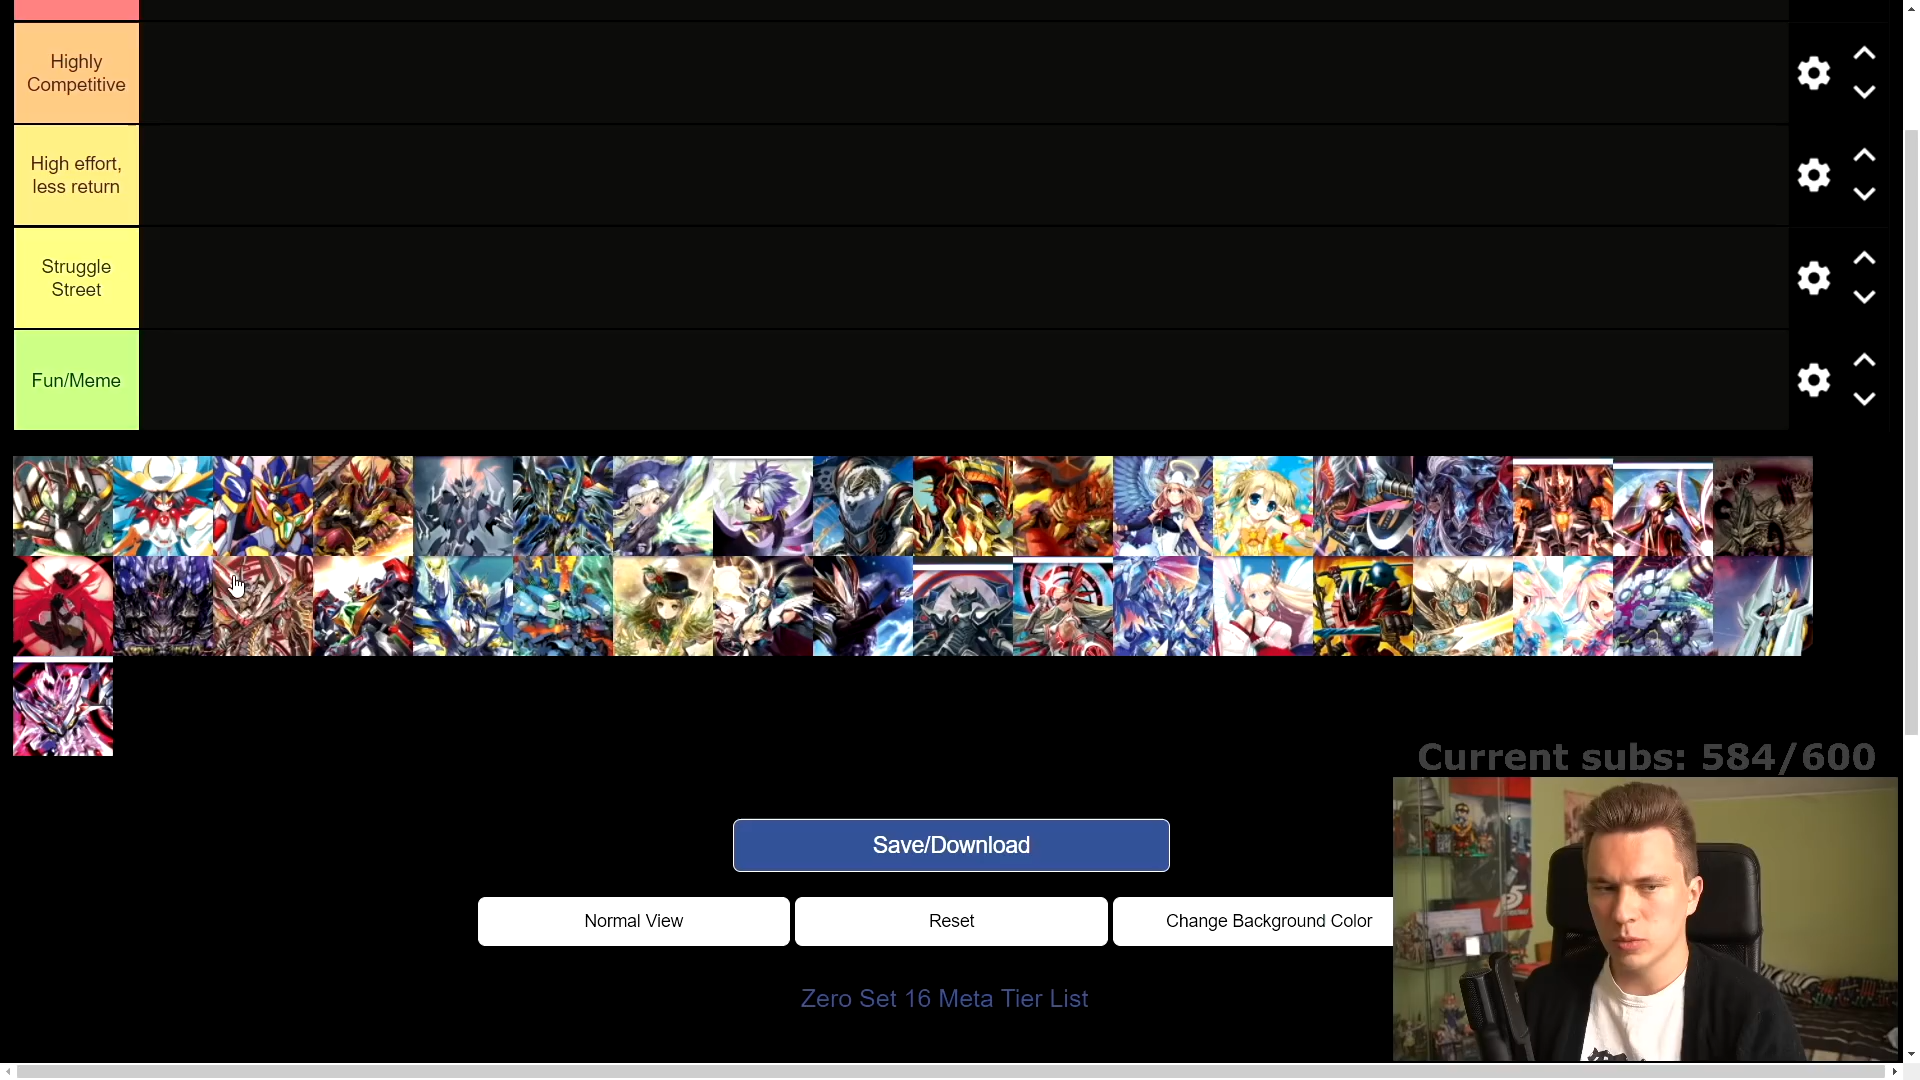 Highly
Competitive
High effort,
less return
Struggle
Street
Fun/Meme
Current subs: 584/600
Save/Download
Normal View
Reset
Change Background Color
Zero Set 16 Meta Tier List